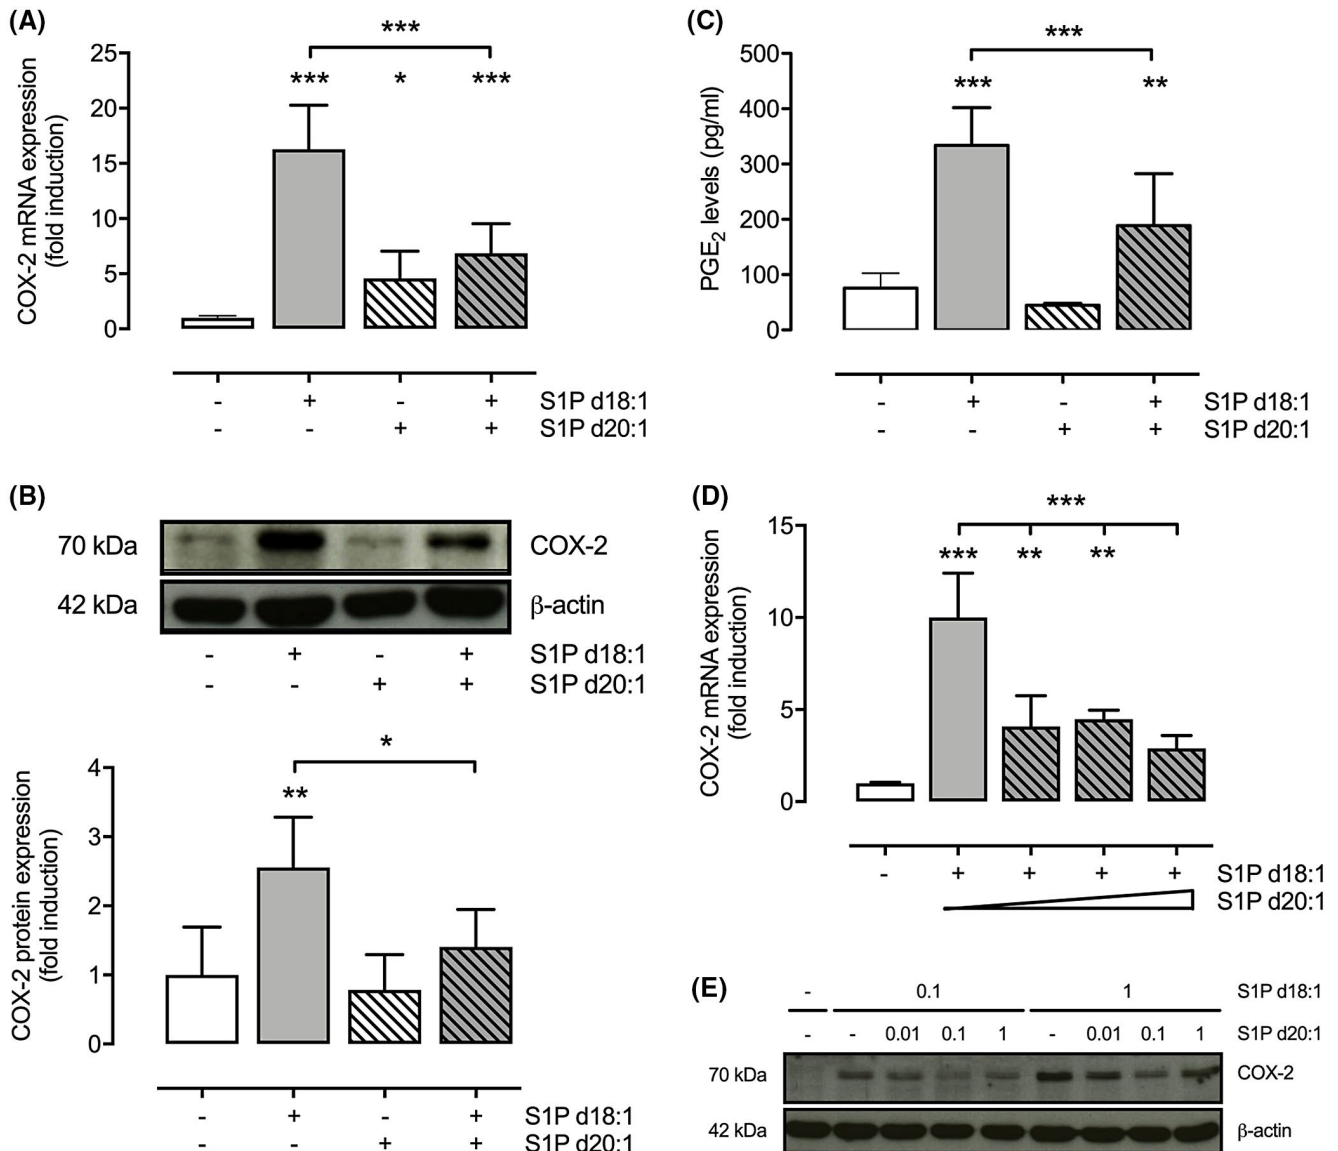 (A)
***
25
20
15
10
5
0
COX-2 mRNA expression
(fold induction)
*** * ***
- + - + S1P d18:1
- - + + S1P d20:1
(B)
70 kDa COX-2
42 kDa β-actin
- + - + S1P d18:1
- - + + S1P d20:1
*
4
3
2
1
0
COX-2 protein expression
(fold induction)
**
- + - + S1P d18:1
- - + + S1P d20:1
(C)
***
500
400
300
200
100
0
PGE2 levels (pg/ml)
*** **
- + - + S1P d18:1
- - + + S1P d20:1
(D)
***
15
10
5
0
COX-2 mRNA expression
(fold induction)
*** ** **
- + + + + S1P d18:1
S1P d20:1
(E)
- 0.1 1 S1P d18:1
- - 0.01 0.1 1 - 0.01 0.1 1 S1P d20:1
70 kDa COX-2
42 kDa β-actin